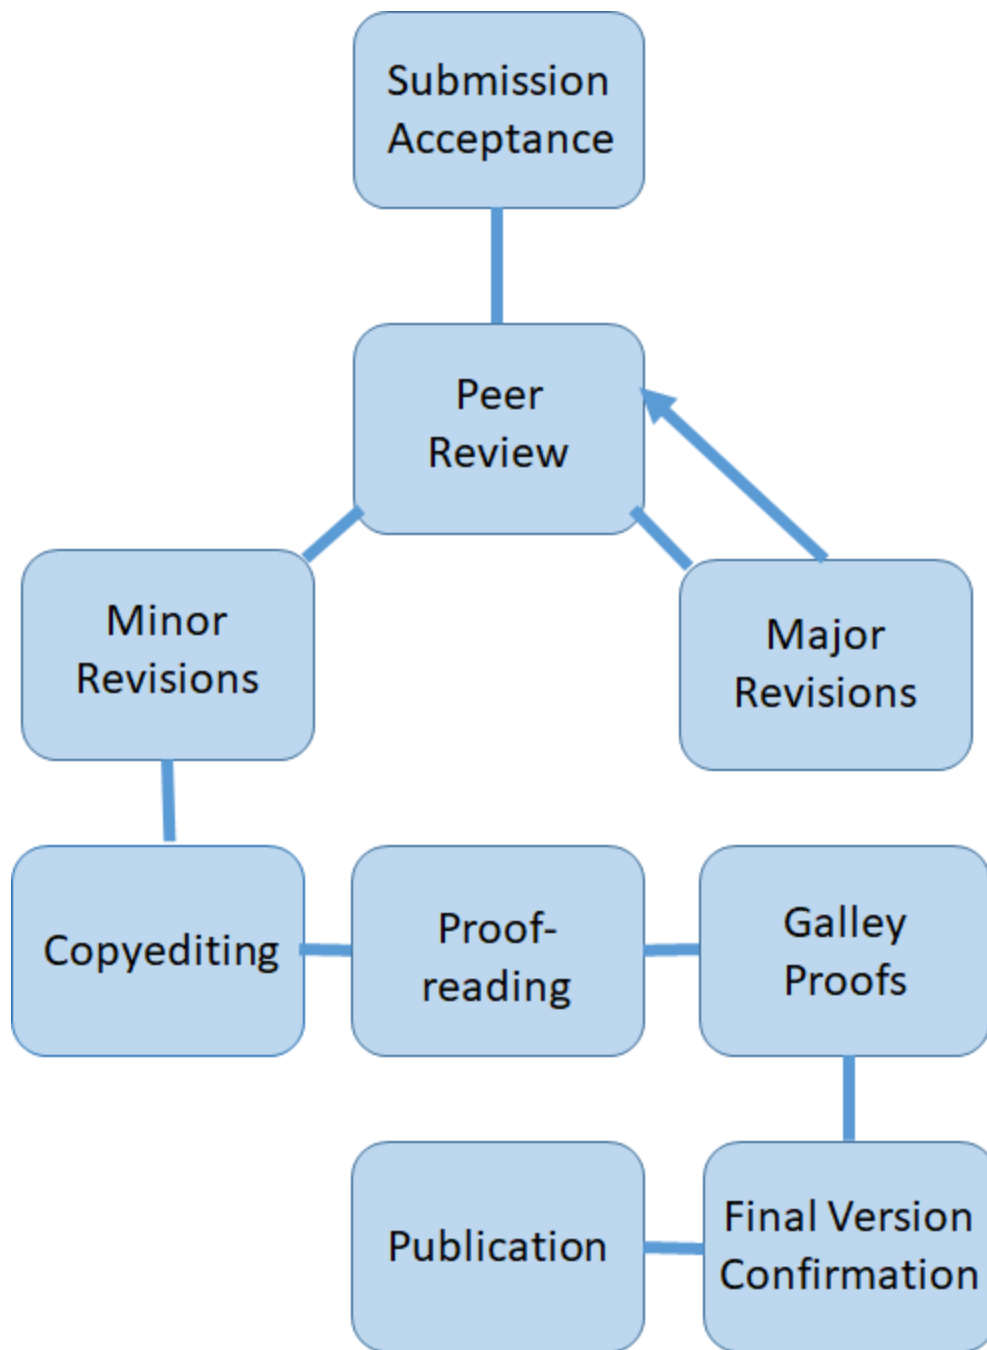 Submission
Acceptance
Peer
Review
Minor
Revisions
Major
Revisions
Copyediting
Proof-
reading
Galley
Proofs
Publication
Final Version
Confirmation